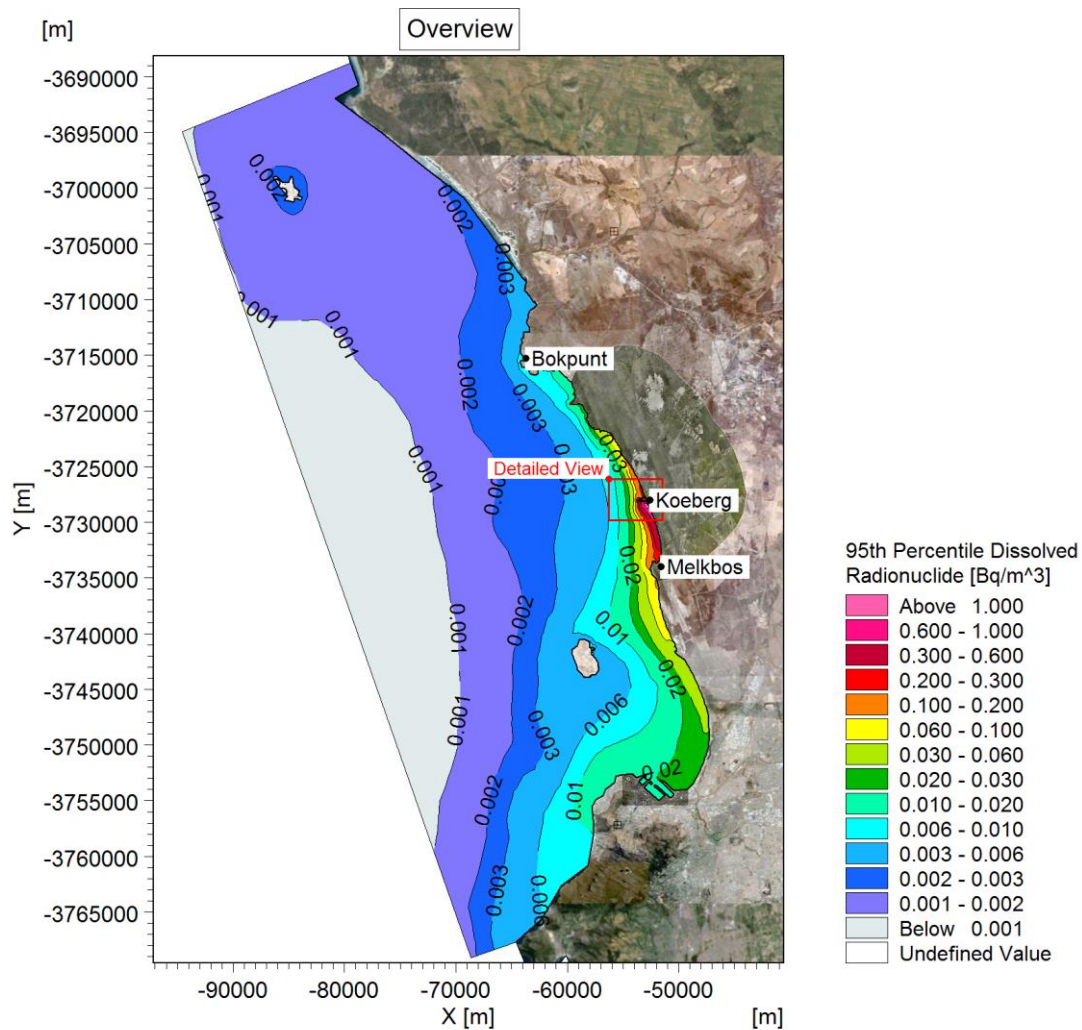 Overview
[m]
-3690000
-3695000
-3700000
-3705000
-3710000
-3715000
-3720000
-3725000
-3730000
-3735000
-3740000
-3745000
-3750000
-3755000
-3760000
-3765000
Y [m]
0.002
0.001
0.002
0.003
0.001
0.001
Bokpunt
0.002
0.003
0.001
0.03
Detailed View
Koeberg
0.02
Melkbos
0.002
0.01
0.001
0.02
0.006
0.001
0.003
0.02
0.002
0.01
0.003
0.006
-90000
-80000
-70000
-60000
-50000
X [m]
[m]
95th Percentile Dissolved
Radionuclide [Bq/m^3]
Above 1.000
0.600 - 1.000
0.300 - 0.600
0.200 - 0.300
0.100 - 0.200
0.060 - 0.100
0.030 - 0.060
0.020 - 0.030
0.010 - 0.020
0.006 - 0.010
0.003 - 0.006
0.002 - 0.003
0.001 - 0.002
Below 0.001
Undefined Value